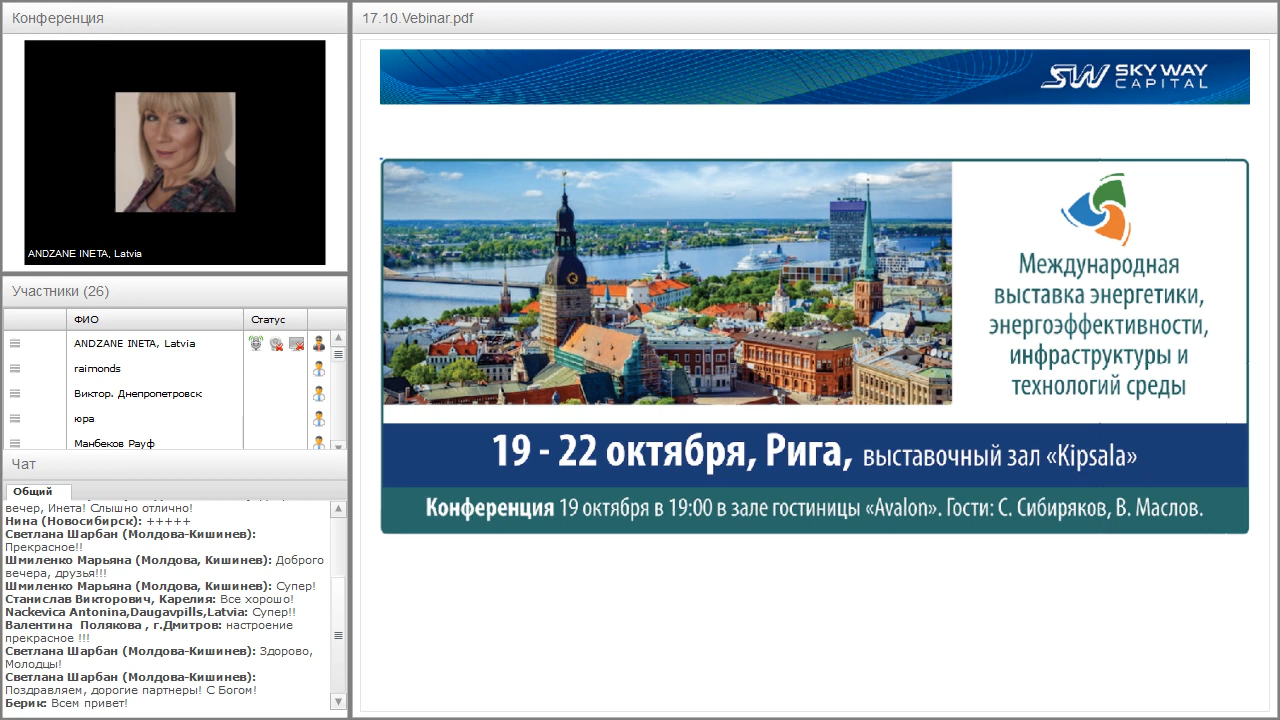 Конференция
ANDZANE INETA, Latvia
Участники (26)
ФИО
Статус
ANDZANE INETA, Latvia
raimonds
Виктор. Днепропетровск
юра
Манбеков Рауф
Чат
Общий
вечер, Инета! Слышно отлично!
Нина (Новосибирск): +++++
Светлана Шарбан (Молдова-Кишинев):
Прекрасное!!
Шмиленко Марьяна (Молдова, Кишинев): Доброго
вечера, друзья!!!
Шмиленко Марьяна (Молдова, Кишинев): Супер!
Станислав Викторович, Карелия: Все хорошо!
Nackevica Antonina,Daugavpills,Latvia: Супер!!
Валентина Полякова , г.Дмитров: настроение
прекрасное !!!
Светлана Шарбан (Молдова-Кишинев): Здорово,
Молодцы!
Светлана Шарбан (Молдова-Кишинев):
Поздравляем, дорогие партнеры! С Богом!
Берик: Всем привет!
17.10.Vebinar.pdf
SW SKY WAY
CAPITAL
Международная
выставка энергетики,
энергоэффективности,
инфраструктуры и
технологий среды
19 - 22 октября, Рига, выставочный зал «Kipsala»
Конференция 19 октября в 19:00 в зале гостиницы «Avalon». Гости: С. Сибиряков, В. Маслов.